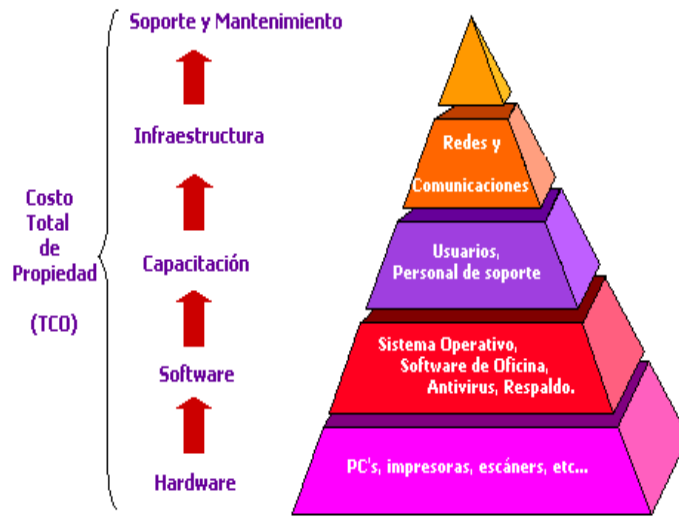 Soporte y Mantenimiento
Infraestructura
Costo
Total
de
Propiedad
(TCO)
Capacitación
Software
Hardware
Redes y
Comunicaciones
Usuarios,
Personal de soporte
Sistema Operativo,
Software de Oficina,
Antivirus, Respaldo.
PC's, impresoras, escáners, etc...